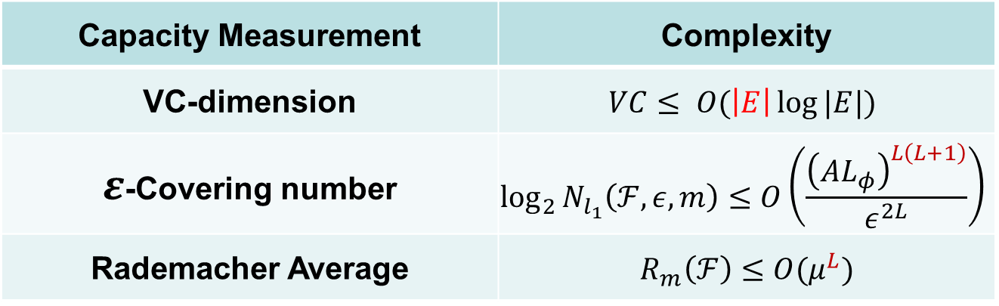 Capacity Measurement Complexity
VC-dimension 𝑉𝐶 ≤ 𝑂(|𝐸| log |𝐸|)
𝜺-Covering number log₂ 𝑁_{𝑙₁}(ℱ, 𝜖, 𝑚) ≤ 𝑂((𝐴𝐿_𝜙)^{𝐿(𝐿+1)} / 𝜖^{2𝐿})
Rademacher Average 𝑅_𝑚(ℱ) ≤ 𝑂(𝜇^𝐿)